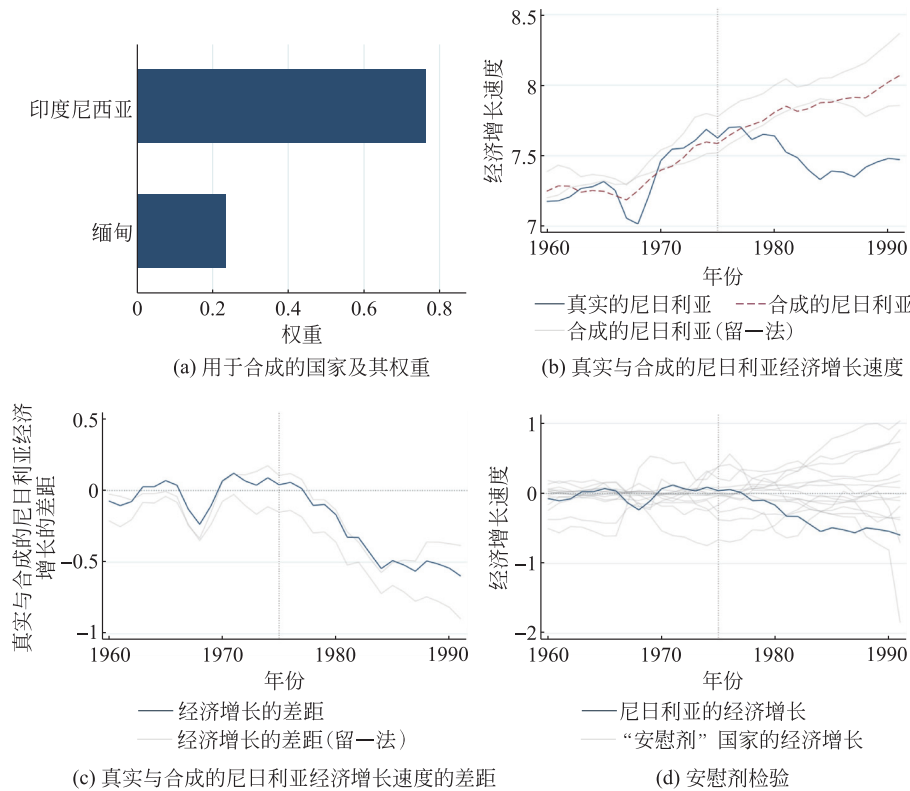 印度尼西亚
缅甸
0 0.2 0.4 0.6 0.8
权重
(a) 用于合成的国家及其权重
经济增长速度
8.5
8
7.5
7
1960 1970 1980 1990
年份
真实的尼日利亚 合成的尼日利亚
合成的尼日利亚(留一法)
(b) 真实与合成的尼日利亚经济增长速度
真实与合成的尼日利亚经济
增长的差距
0.5
0
−0.5
−1
1960 1970 1980 1990
年份
经济增长的差距
经济增长的差距(留一法)
(c) 真实与合成的尼日利亚经济增长速度的差距
经济增长速度
1
0
−1
−2
1960 1970 1980 1990
年份
尼日利亚的经济增长
“安慰剂”国家的经济增长
(d) 安慰剂检验